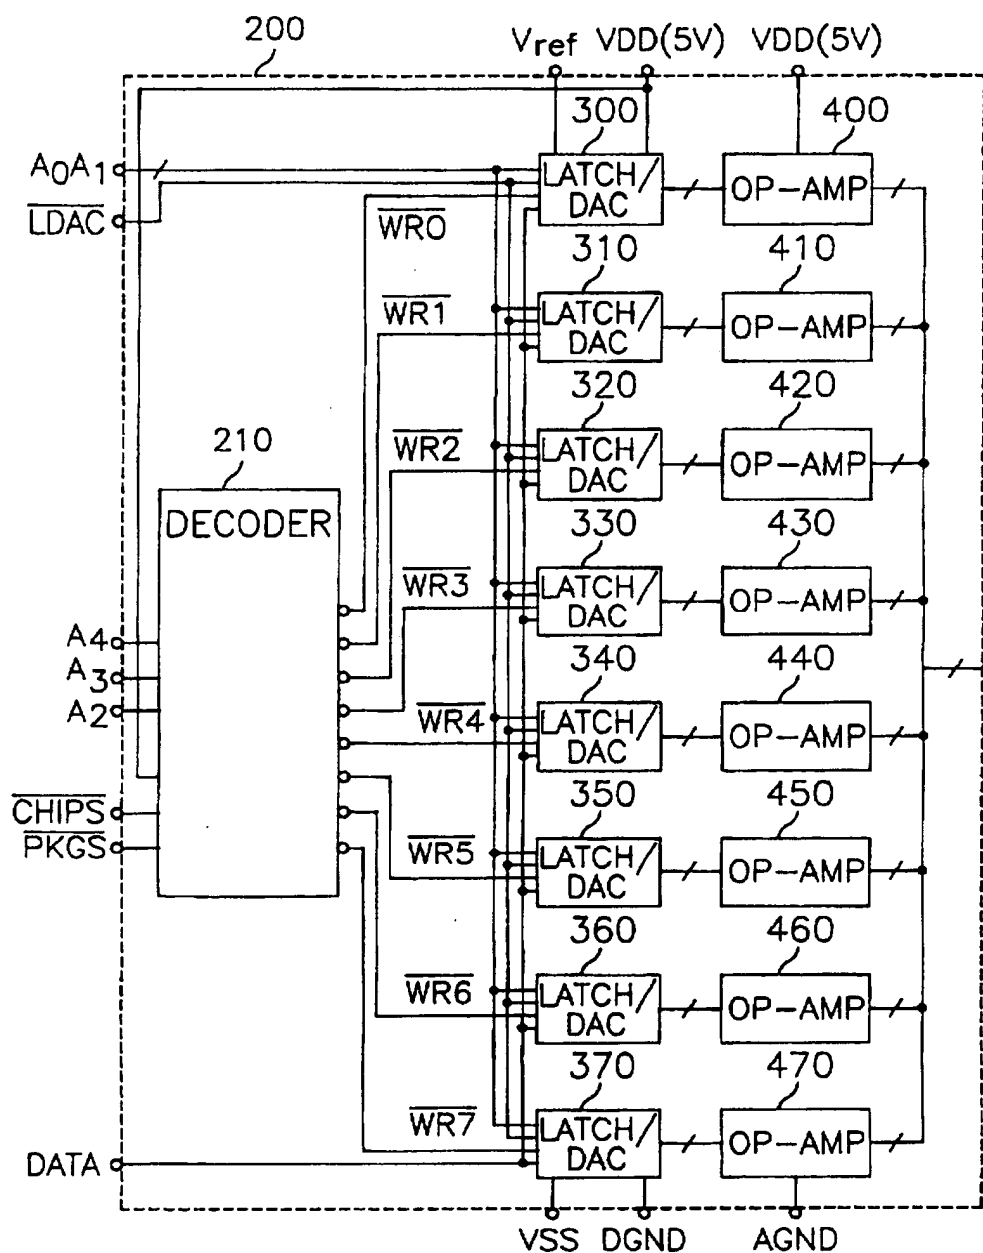 200
Vref VDD(5V) VDD(5V)
300 400
A0A1
LATCH/
DAC
OP-AMP
LDAC
WR0
310 410
WR1
LATCH/
DAC
OP-AMP
320 420
210
WR2
LATCH/
DAC
OP-AMP
DECODER
330 430
WR3
LATCH/
DAC
OP-AMP
A4
A3
A2
340 440
WR4
LATCH/
DAC
OP-AMP
CHIPS
PKGS
350 450
WR5
LATCH/
DAC
OP-AMP
360 460
WR6
LATCH/
DAC
OP-AMP
370 470
WR7
LATCH/
DAC
OP-AMP
DATA
VSS DGND AGND